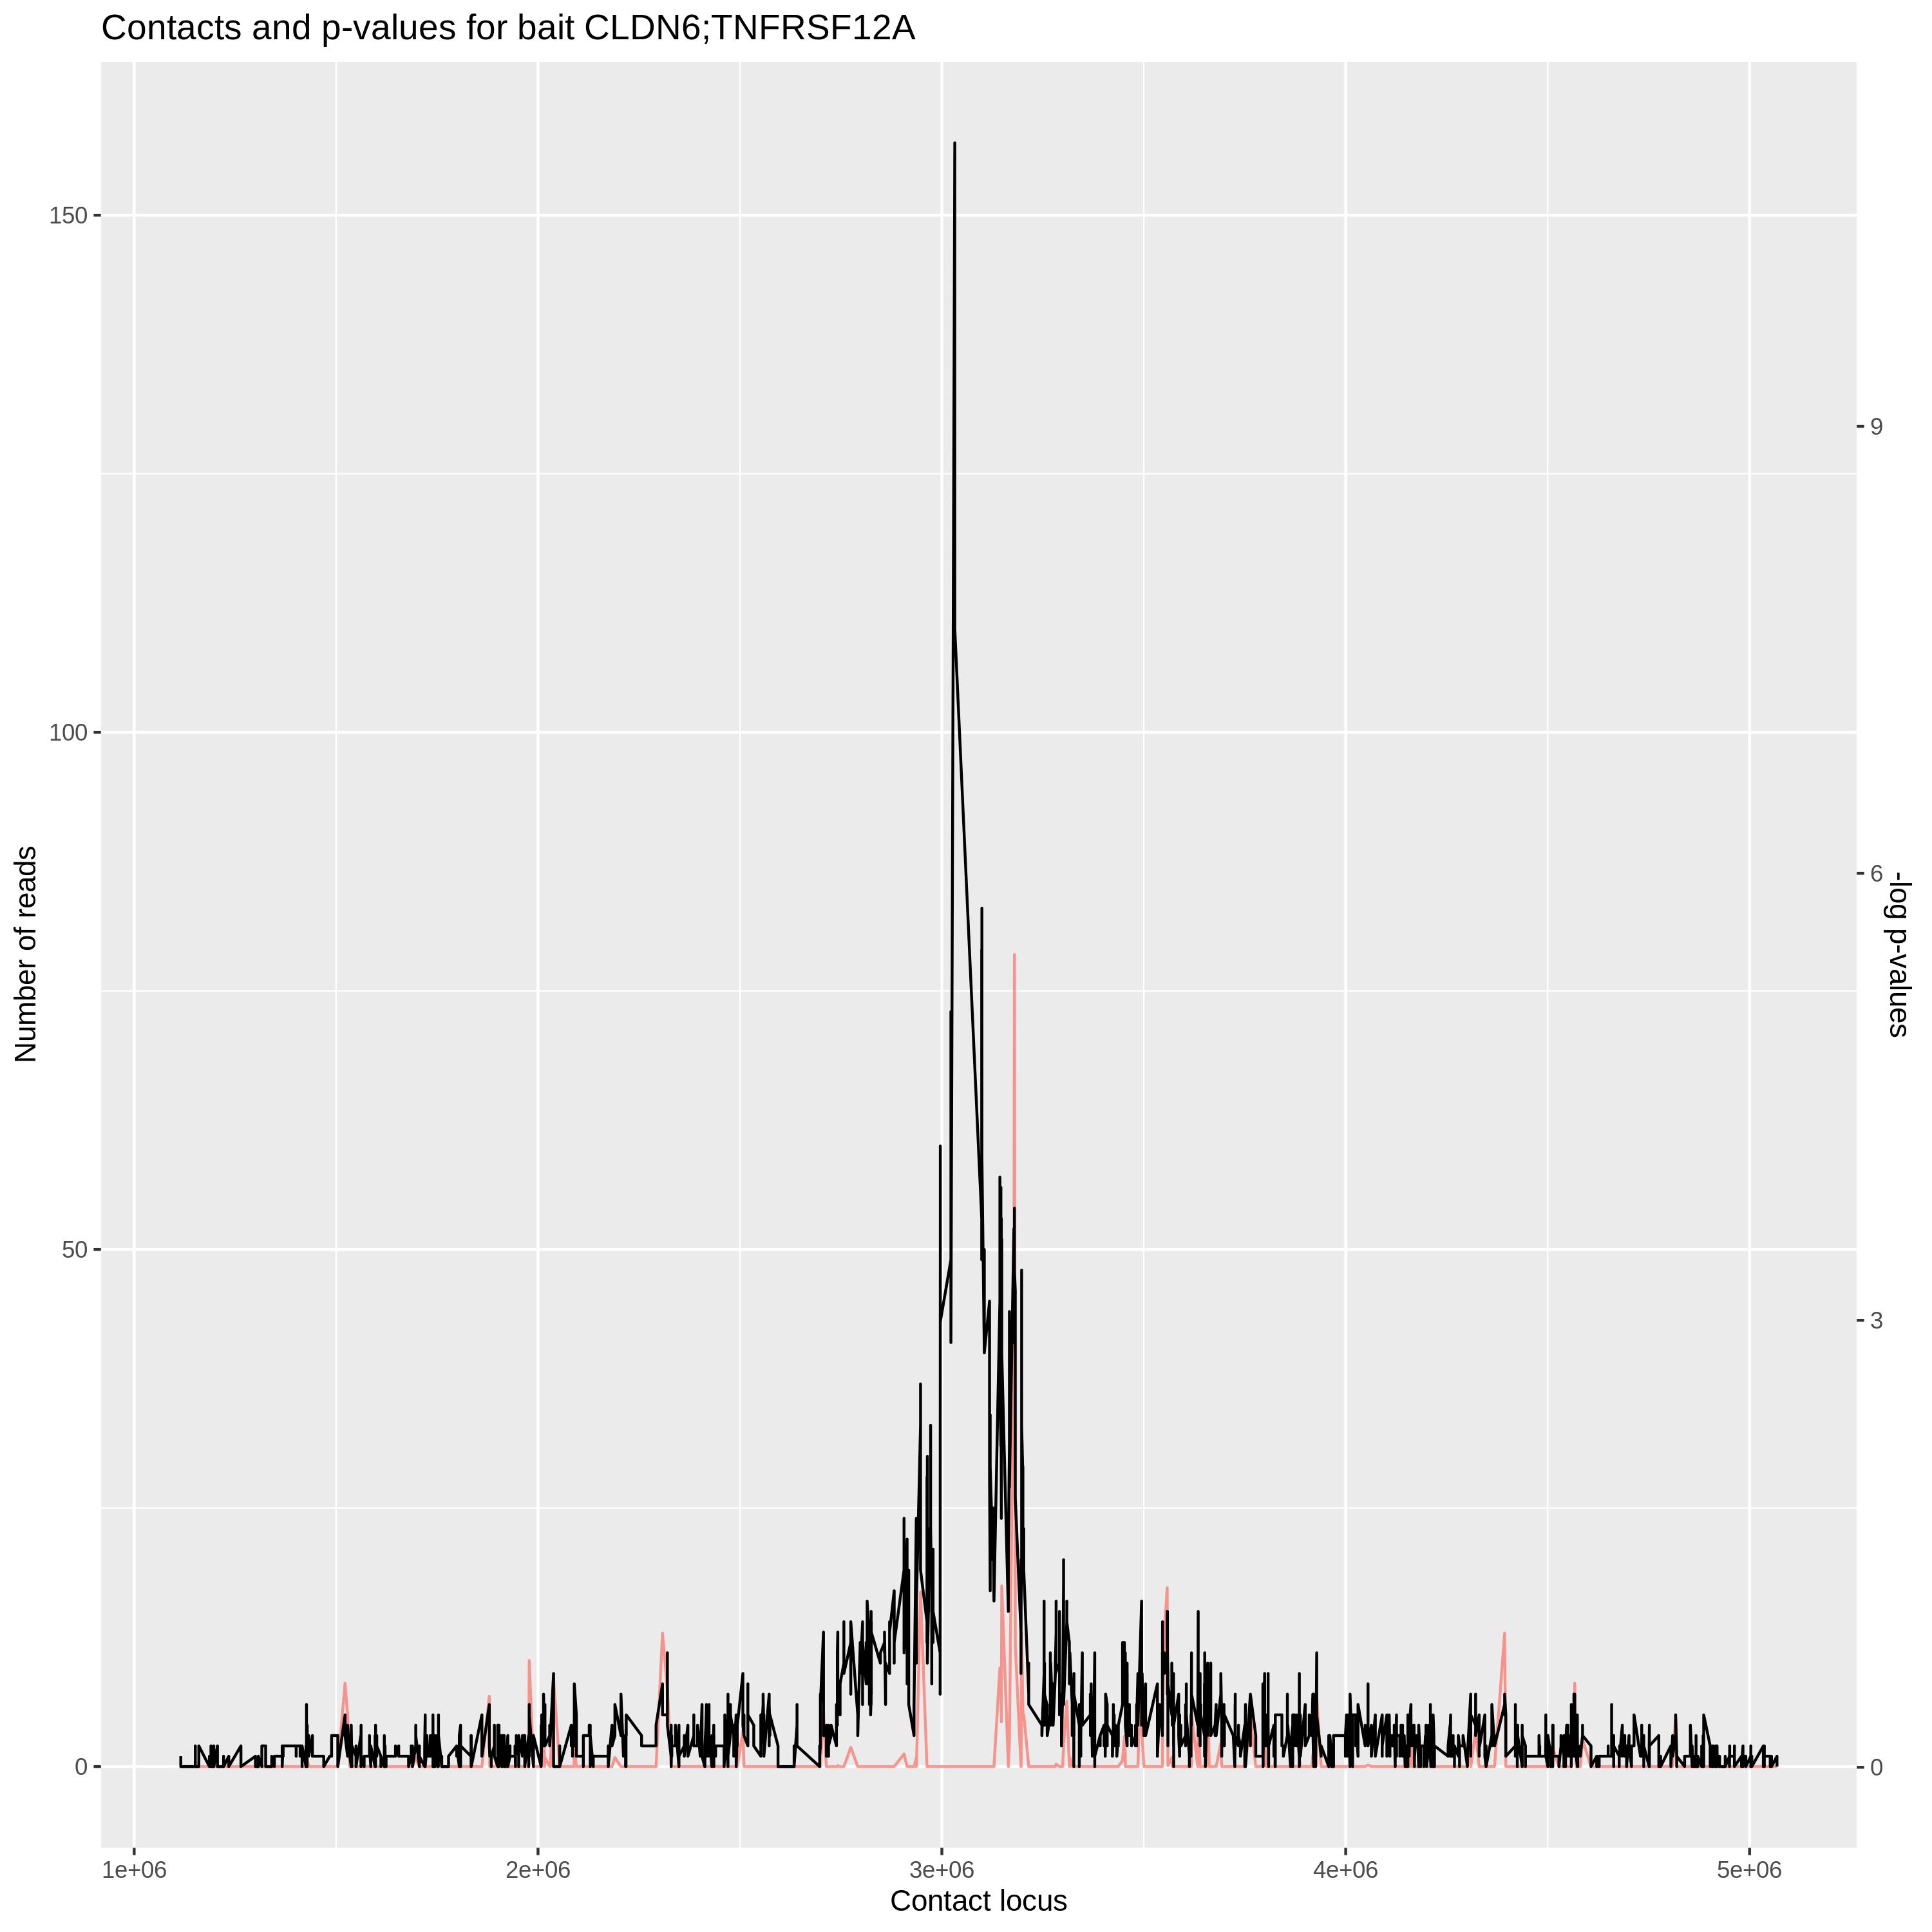 Contacts and p-values for bait CLDN6;TNFRSF12A
150
100
50
0
Number of reads
9
6
3
0
-log p-values
1e+06
2e+06
3e+06
4e+06
5e+06
Contact locus